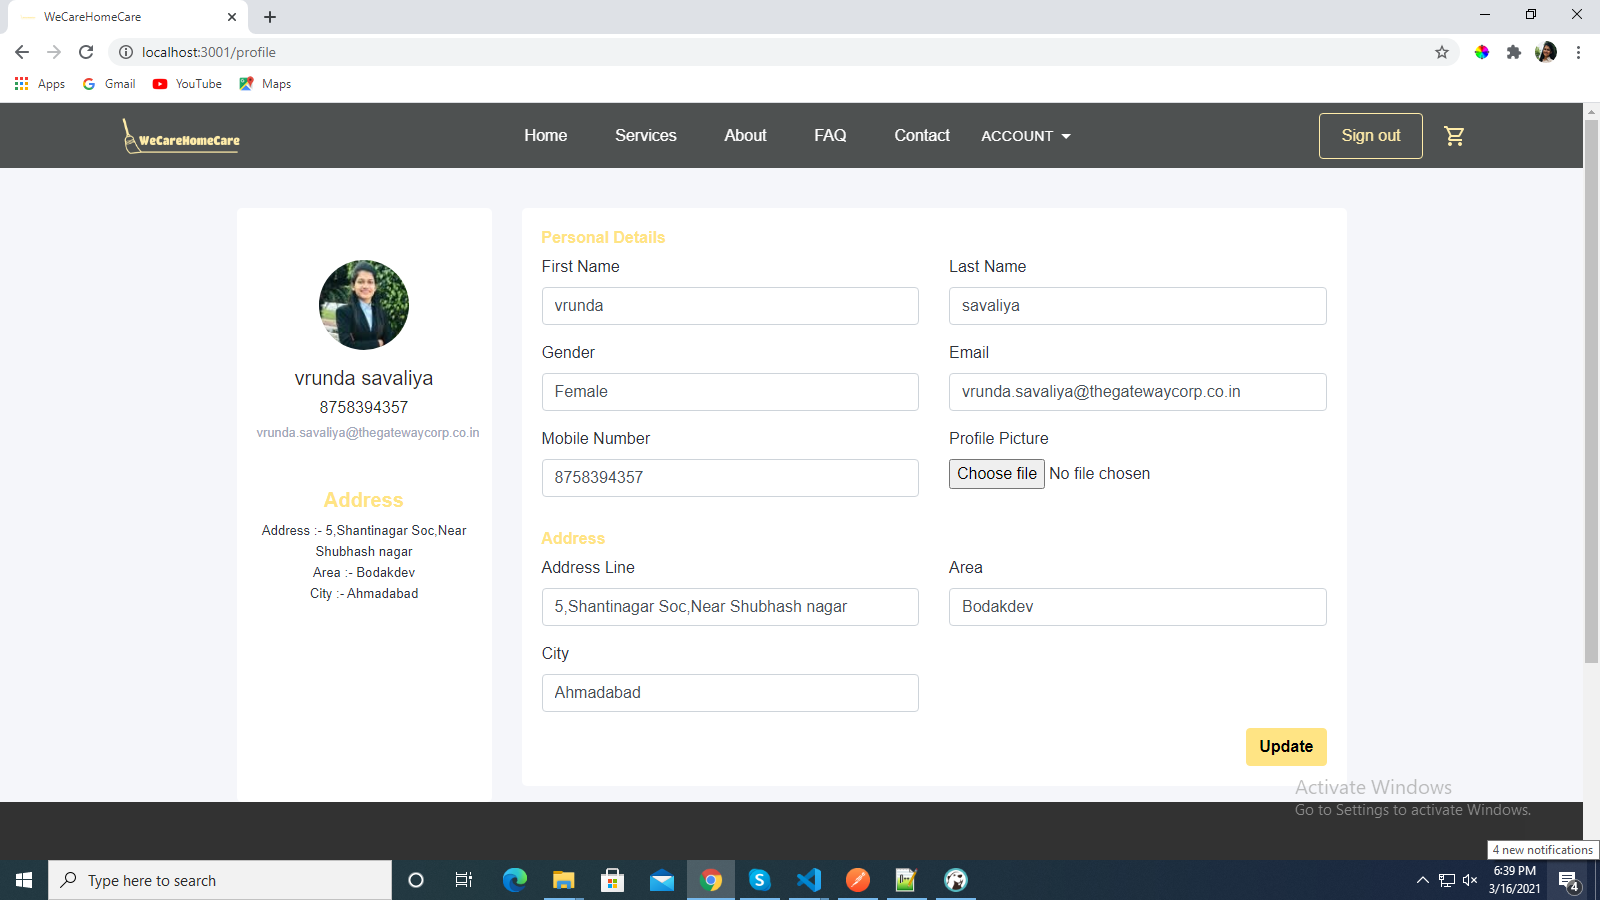 WeCareHomeCare
localhost:3001/profile
Apps
Gmail
YouTube
Maps
WeCareHomeCare
Home
Services
About
FAQ
Contact
ACCOUNT
Sign out
vrunda savaliya
8758394357
vrunda.savaliya@thegatewaycorp.co.in
Address
Address :- 5,Shantinagar Soc,Near
Shubhash nagar
Area :- Bodakdev
City :- Ahmadabad
Personal Details
First Name
Last Name
vrunda
savaliya
Gender
Email
Female
vrunda.savaliya@thegatewaycorp.co.in
Mobile Number
Profile Picture
8758394357
Choose file No file chosen
Address
Address Line
Area
5,Shantinagar Soc,Near Shubhash nagar
Bodakdev
City
Ahmadabad
Update
Activate Windows
Go to Settings to activate Windows.
4 new notifications
Type here to search
6:39 PM
3/16/2021
4